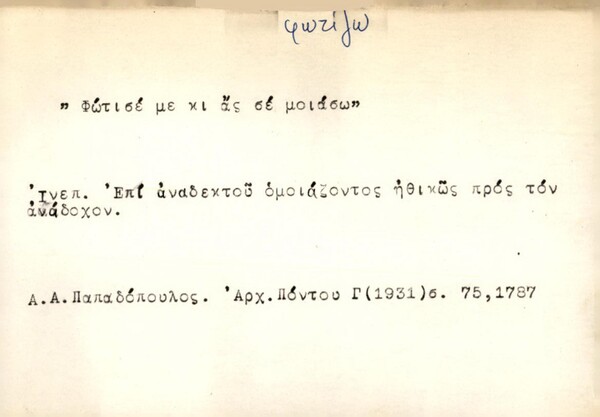 φωτίζω
" Φώτισέ με κι ἄς σέ μοιάσω"
Ἰνεπ. Ἐπί ἀναδεκτοῦ ὁμοιάζοντος ἠθικῶς πρός τόν
ἀνάδοχον.
Α.Α.Παπαδόπουλος. Ἀρχ.Πόντου Γ(1931)σ. 75,1787